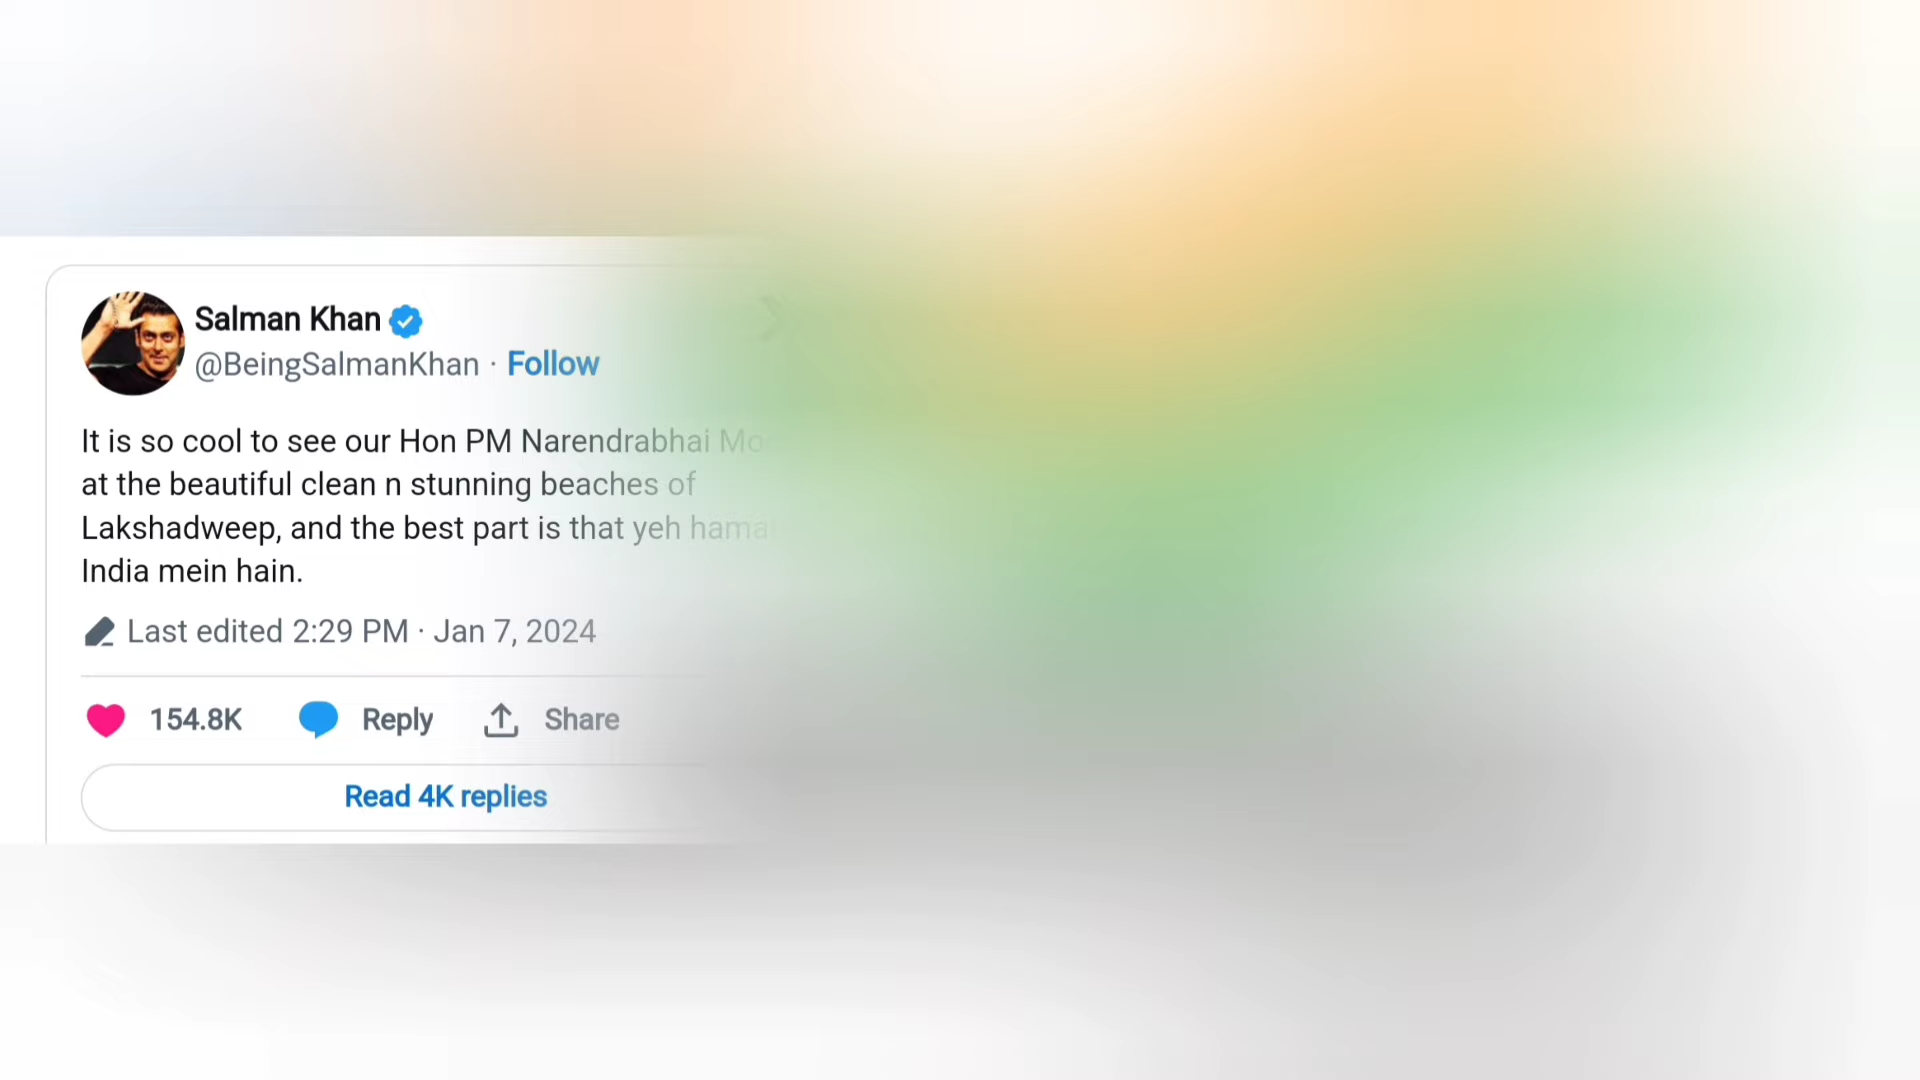 Salman Khan
@BeingSalmanKhan · Follow
It is so cool to see our Hon PM Narendrabhai
at the beautiful clean n stunning beaches of
Lakshadweep, and the best part is that yeh
India mein hain.
Last edited 2:29 PM · Jan 7, 2024
154.8K Reply Share
Read 4K replies